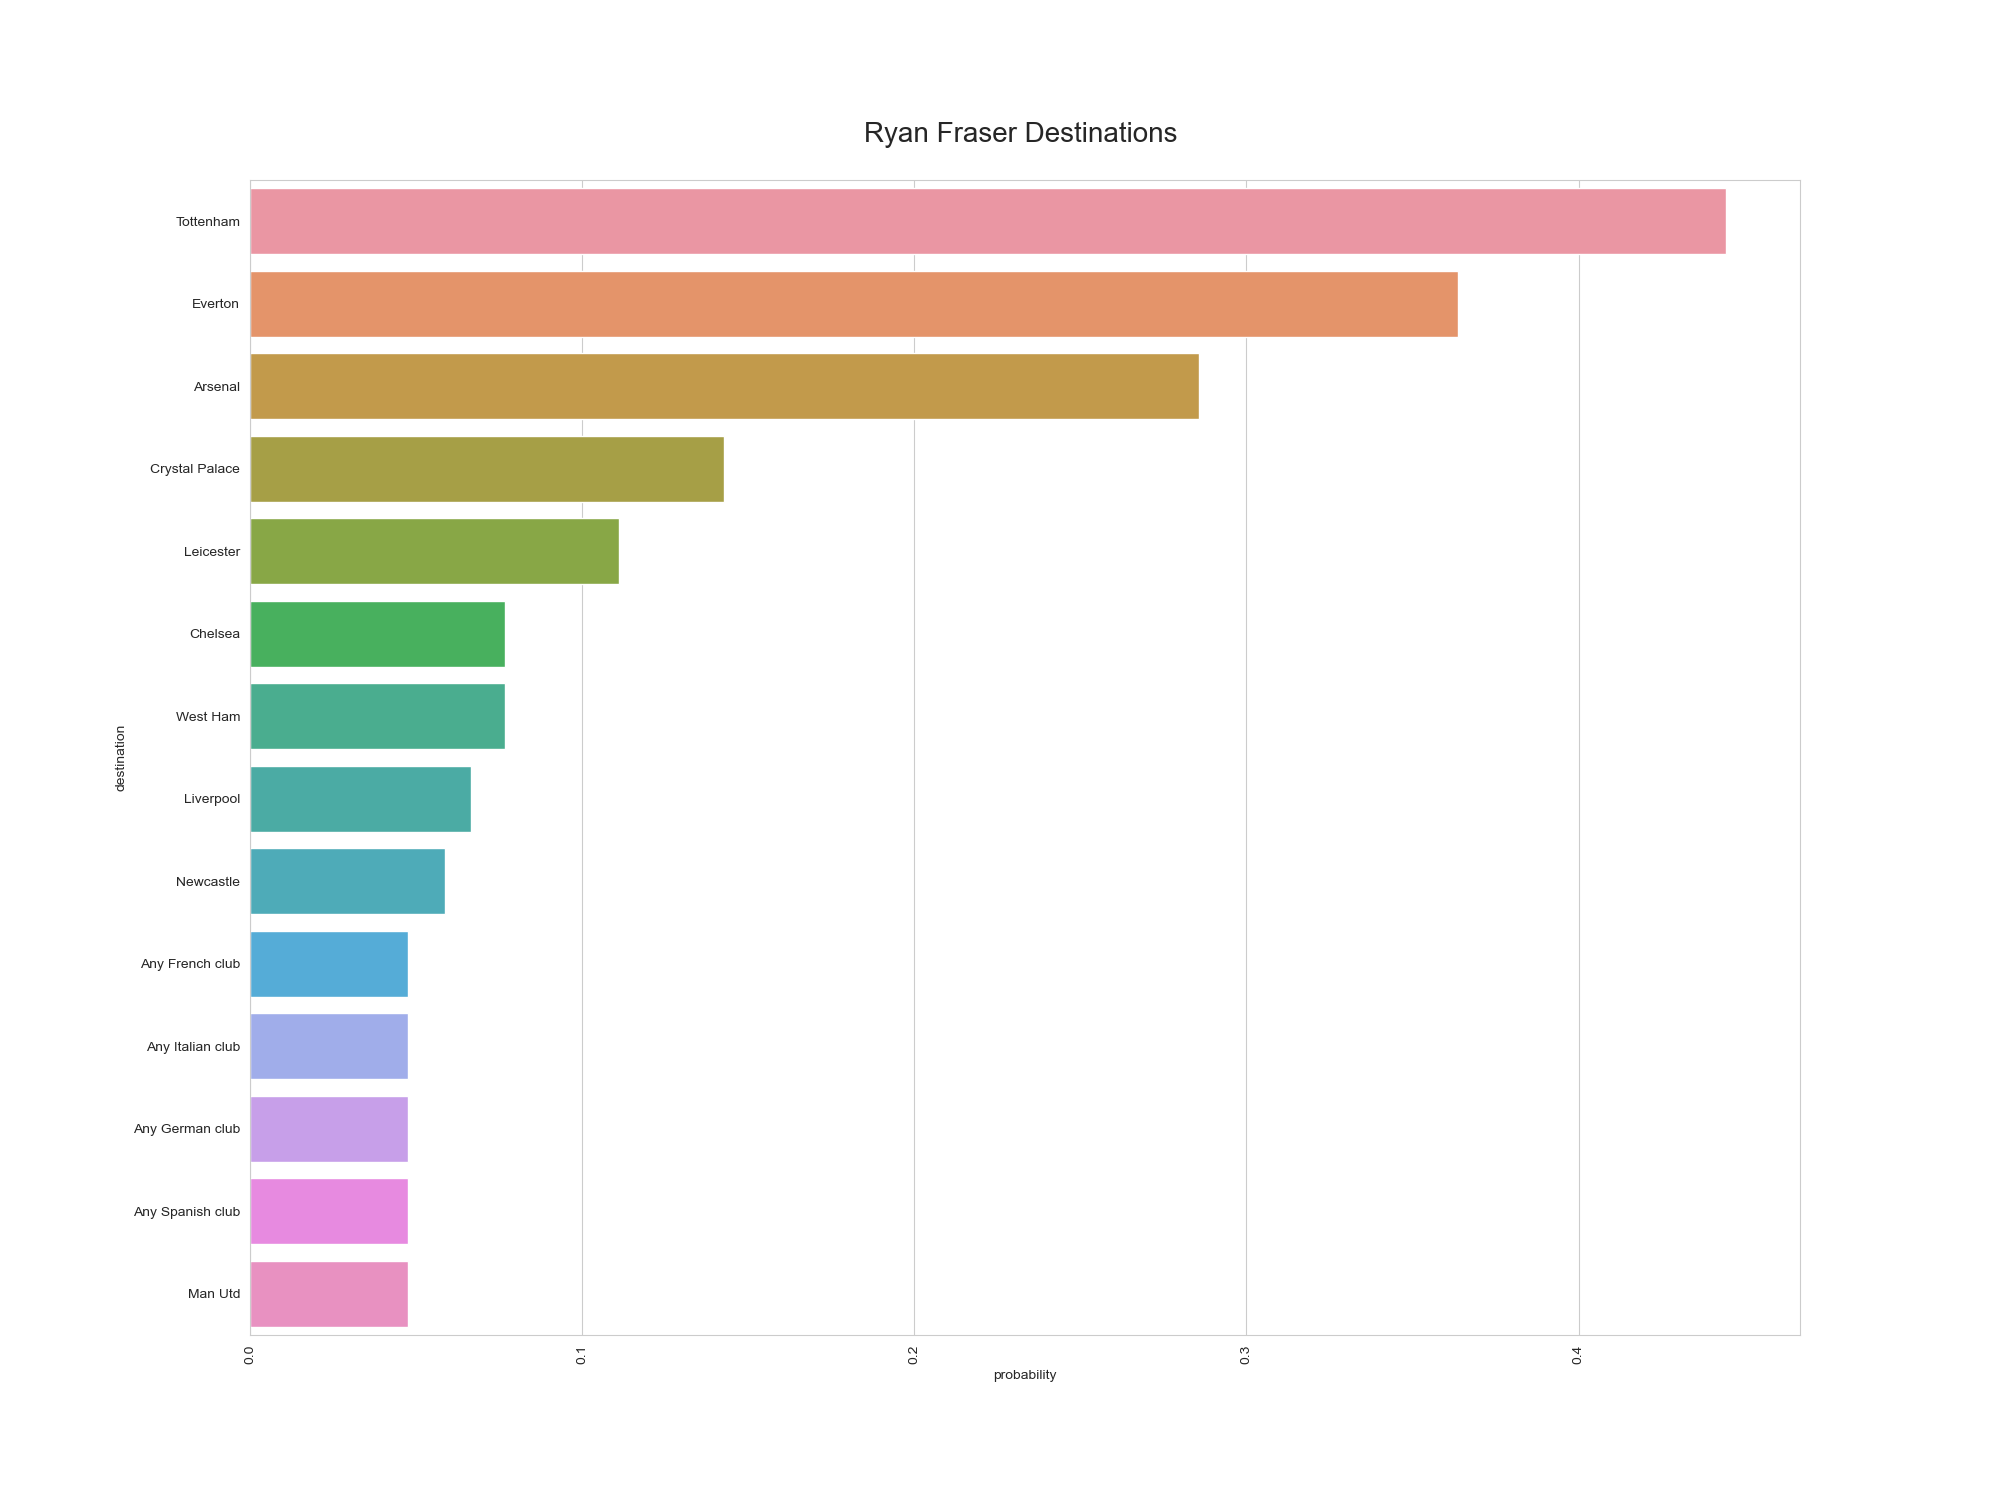 Ryan Fraser Destinations
Tottenham
Everton
Arsenal
Crystal Palace
Leicester
Chelsea
West Ham
Liverpool
Newcastle
Any French club
Any Italian club
Any German club
Any Spanish club
Man Utd
destination
0.0
0.1
0.2
0.3
0.4
probability